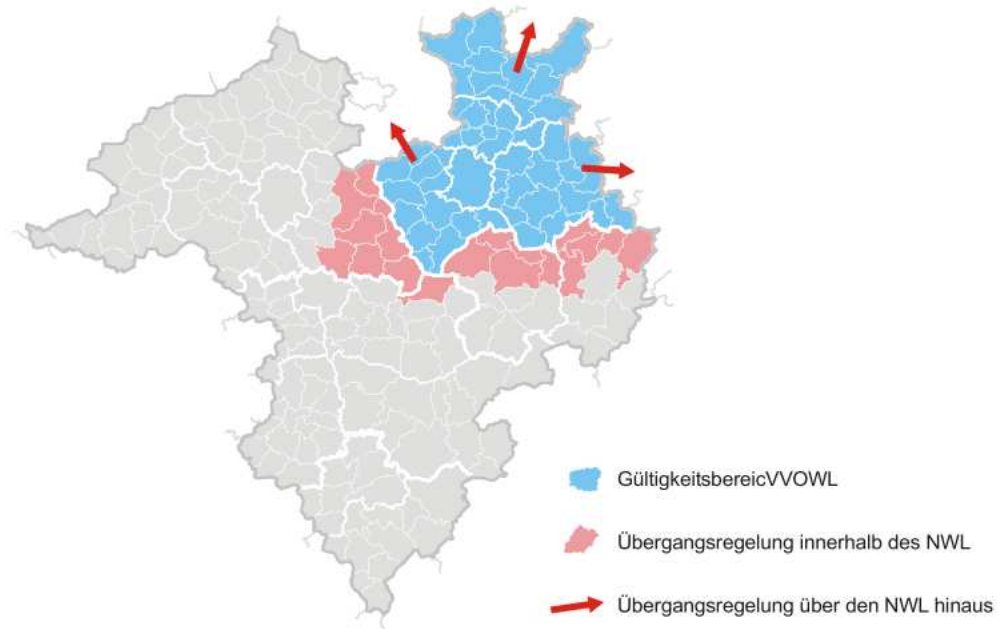 GültigkeitsbereicVVOWL
Übergangsregelung innerhalb des NWL
Übergangsregelung über den NWL hinaus